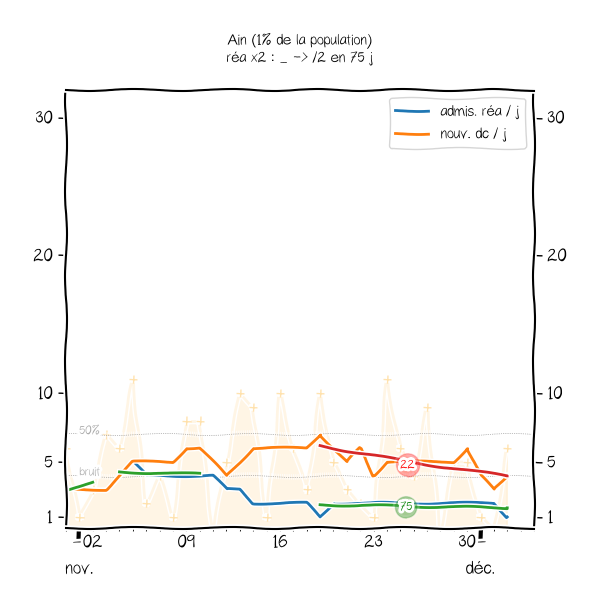 Ain (1% de la population)
réa x2 : _ -> /2 en 75 j
admis. réa / j
nouv. dc / j
30
30
20
20
10
10
50%
5
5
bruit
22
75
1
1
02
09
16
23
30
nov.
déc.